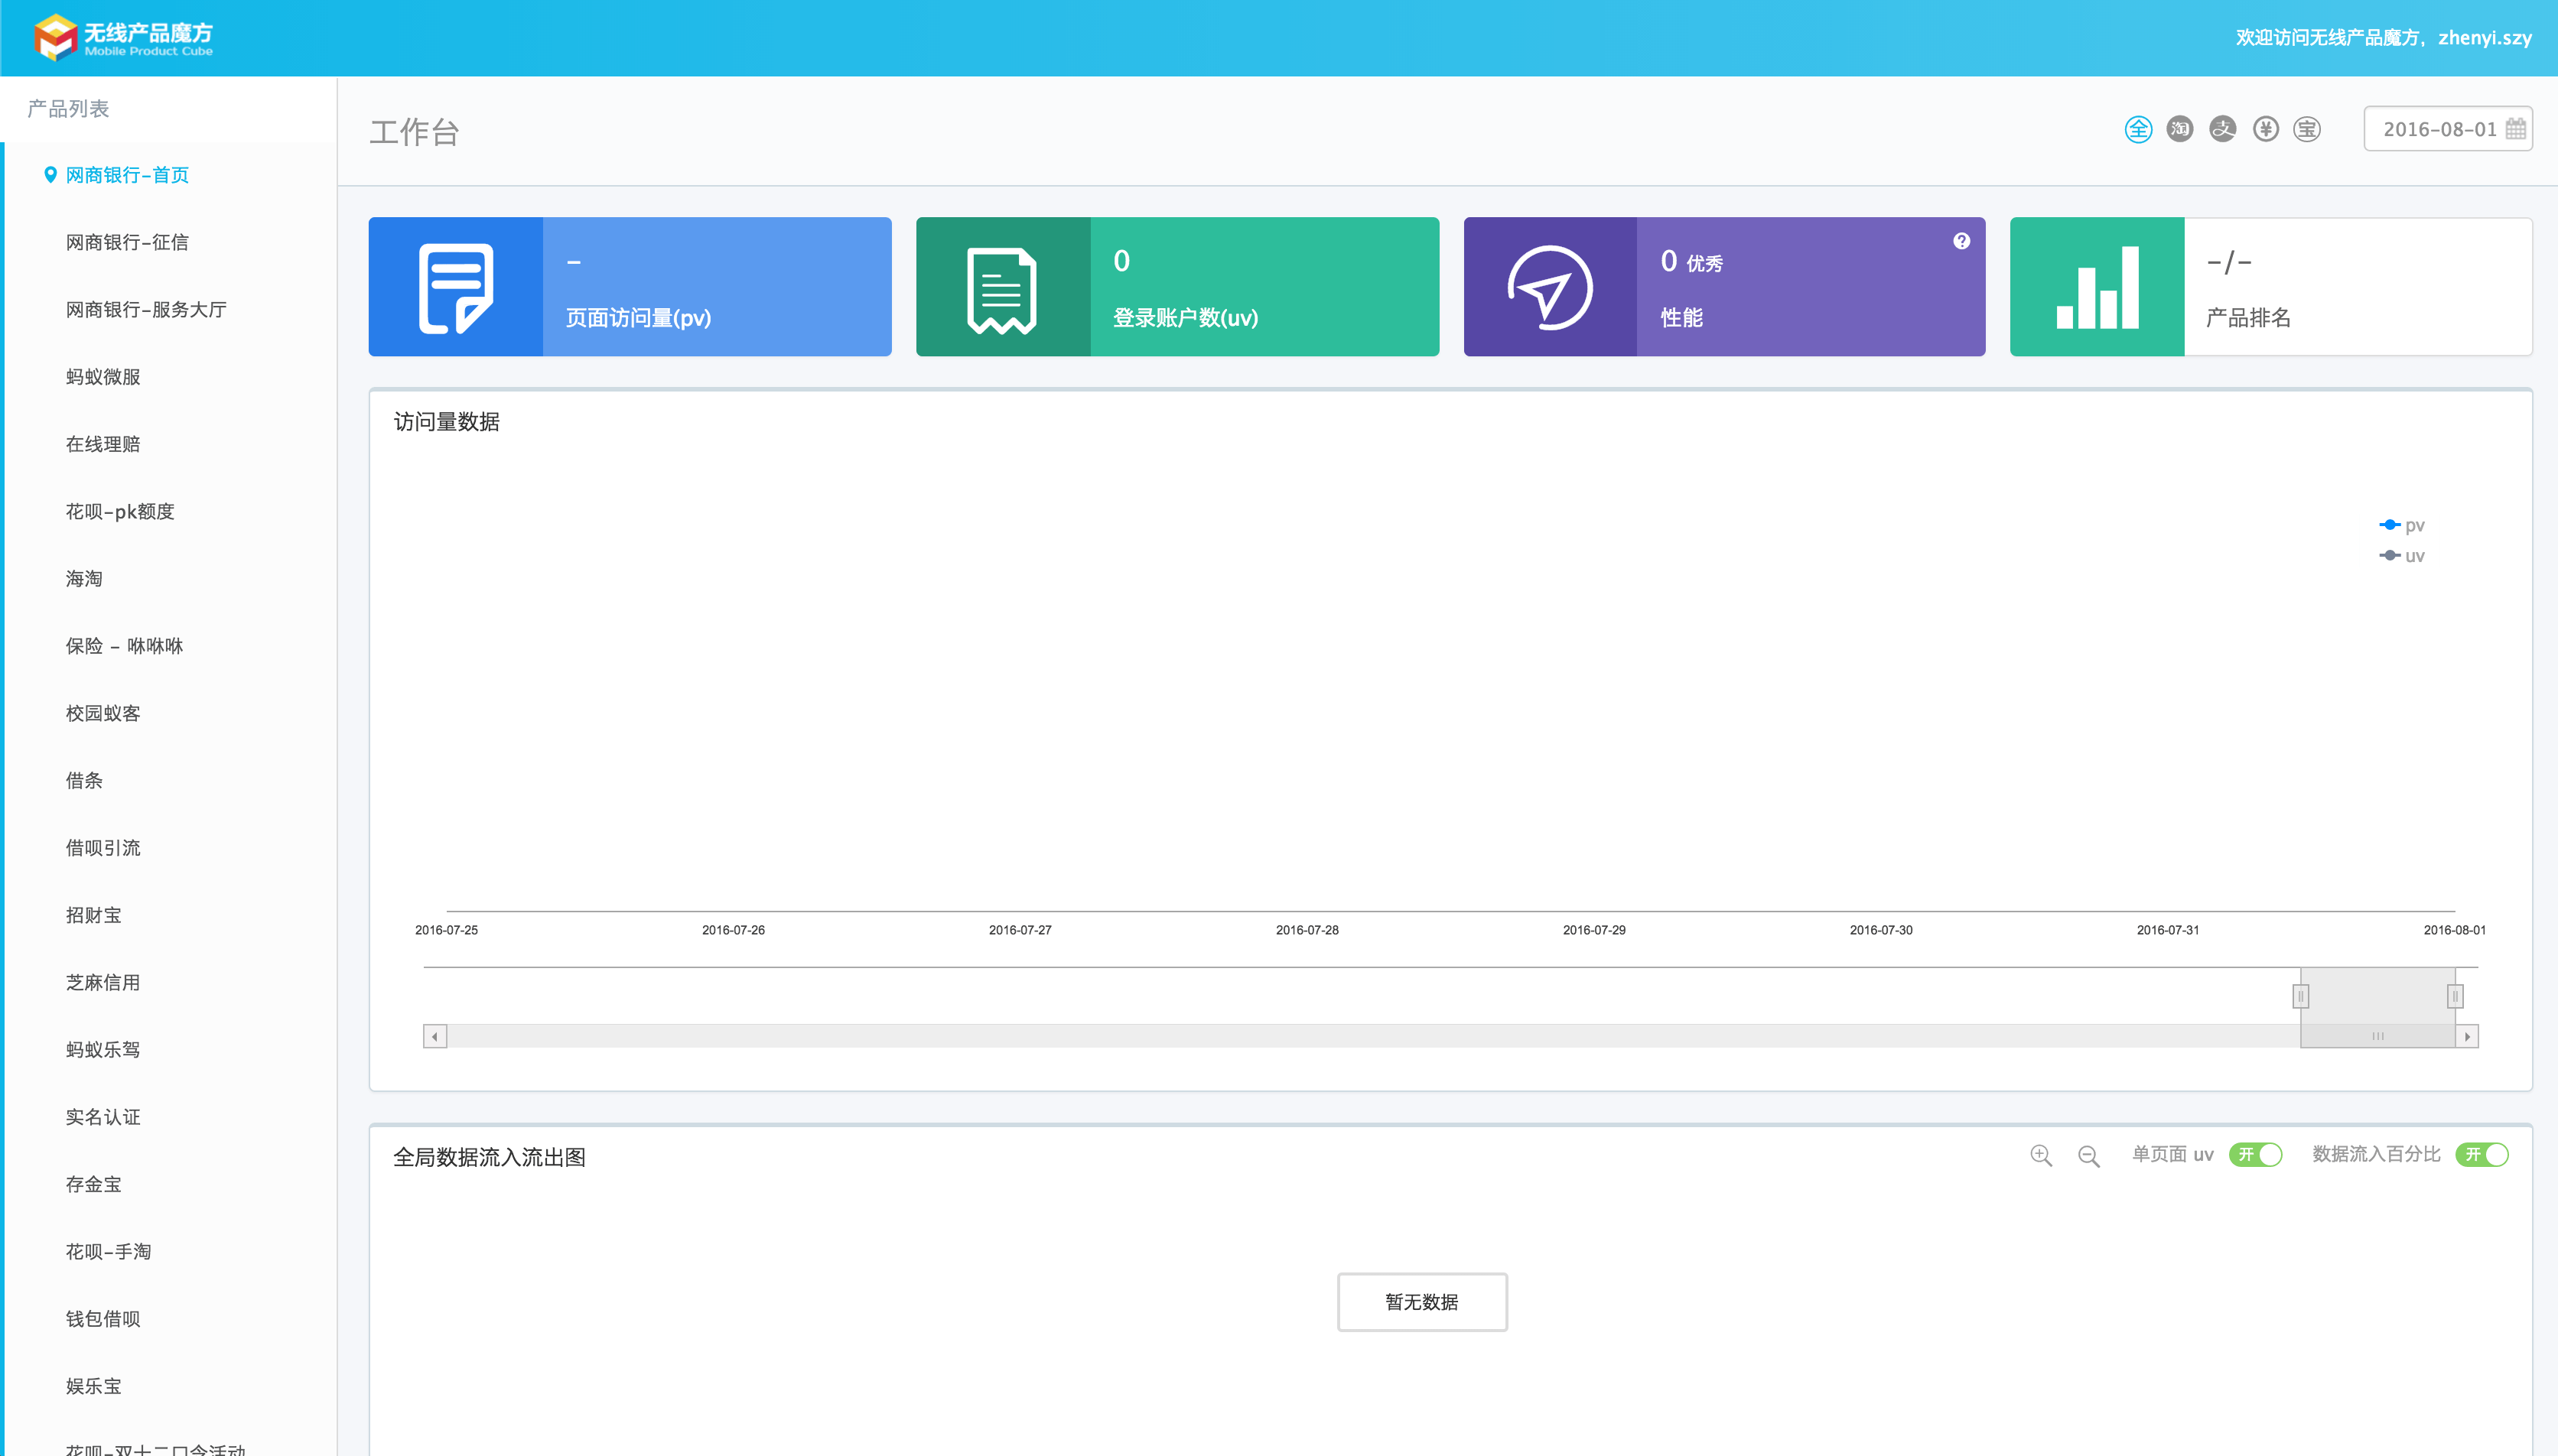 无线产品魔方
Mobile Product Cube
欢迎访问无线产品魔方，zhenyi.szy
产品列表
网商银行-首页
网商银行-征信
网商银行-服务大厅
蚂蚁微服
在线理赔
花呗-pk额度
海淘
保险 - 咻咻咻
校园蚁客
借条
借呗引流
招财宝
芝麻信用
蚂蚁乐驾
实名认证
存金宝
花呗-手淘
钱包借呗
娱乐宝
花呗-双十二口令活动
工作台
全 淘 支 ¥ 宝
2016-08-01
-
页面访问量(pv)
0
登录账户数(uv)
0 优秀
?
性能
-/-
产品排名
访问量数据
pv
uv
2016-07-25 2016-07-26 2016-07-27 2016-07-28 2016-07-29 2016-07-30 2016-07-31 2016-08-01
全局数据流入流出图
单页面 uv 开 数据流入百分比 开
暂无数据